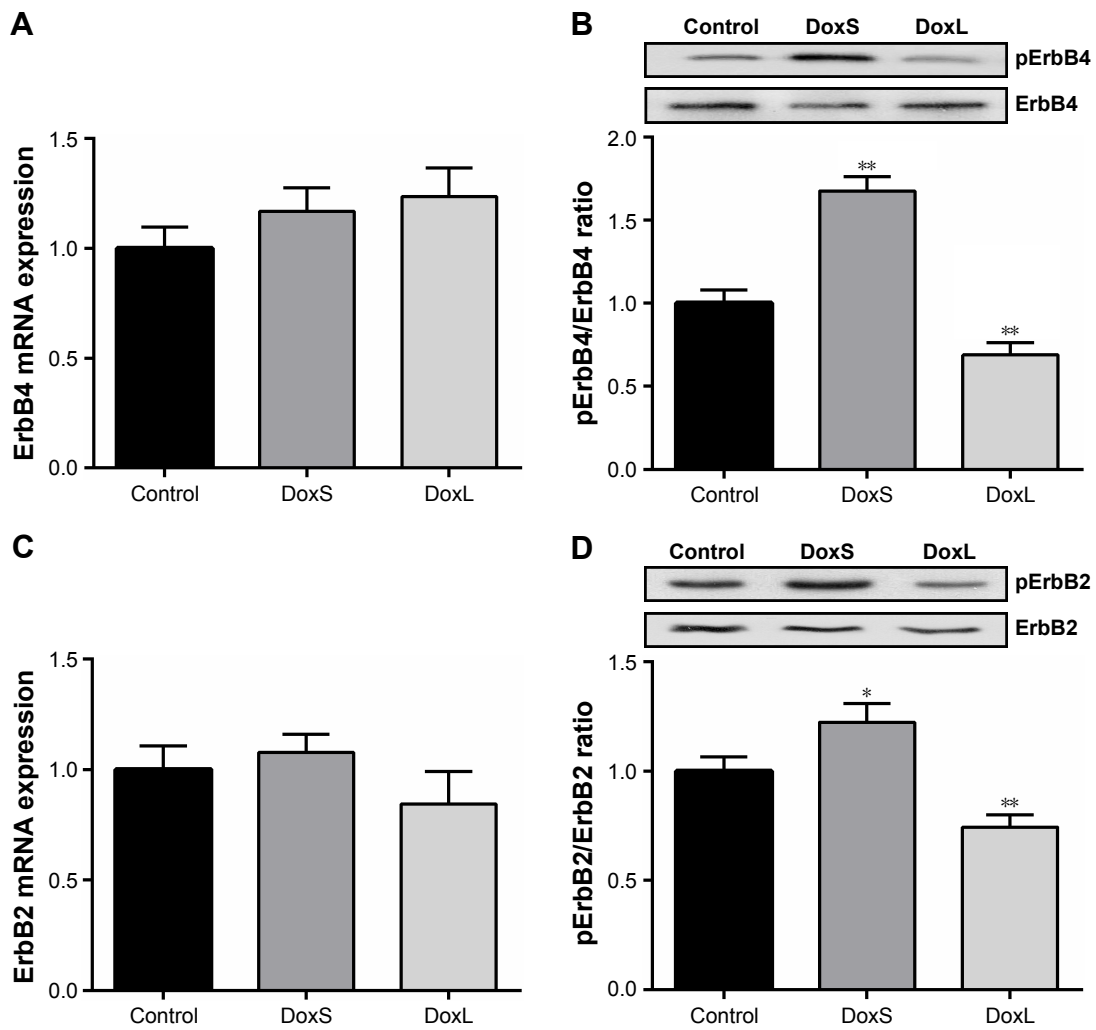 A
ErbB4 mRNA expression
1.5
1.0
0.5
0.0
Control DoxS DoxL
B
Control DoxS DoxL
pErbB4
ErbB4
pErbB4/ErbB4 ratio
2.0
1.5
1.0
0.5
0.0
**
**
Control DoxS DoxL
C
ErbB2 mRNA expression
1.5
1.0
0.5
0.0
Control DoxS DoxL
D
Control DoxS DoxL
pErbB2
ErbB2
pErbB2/ErbB2 ratio
1.5
1.0
0.5
0.0
*
**
Control DoxS DoxL